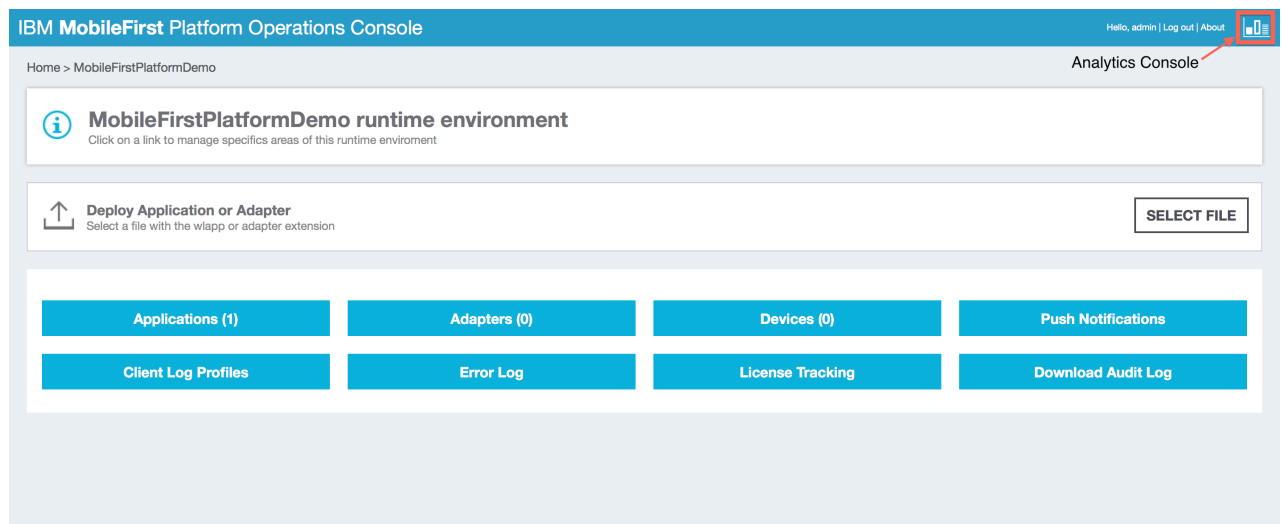 IBM MobileFirst Platform Operations Console
Hello, admin | Log out | About
Home > MobileFirstPlatformDemo
Analytics Console
MobileFirstPlatformDemo runtime environment
Click on a link to manage specifics areas of this runtime enviroment
Deploy Application or Adapter
Select a file with the wlapp or adapter extension
SELECT FILE
Applications (1)
Adapters (0)
Devices (0)
Push Notifications
Client Log Profiles
Error Log
License Tracking
Download Audit Log